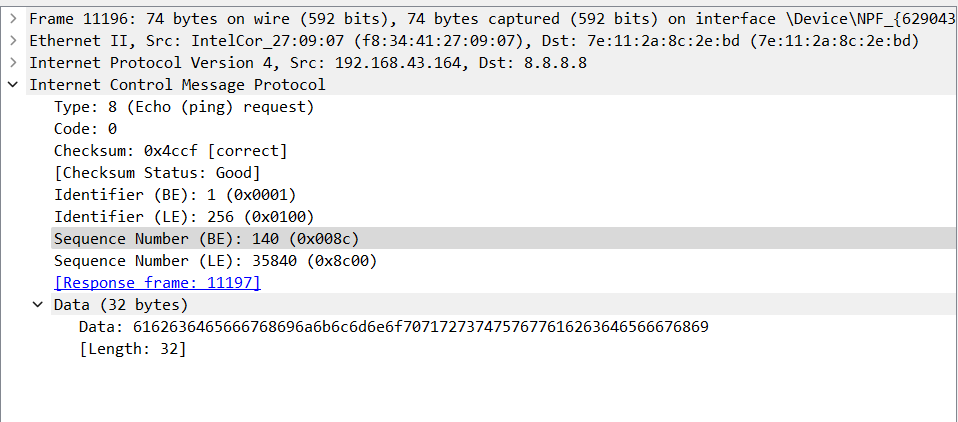 Frame 11196: 74 bytes on wire (592 bits), 74 bytes captured (592 bits) on interface \Device\NPF_{629043
Ethernet II, Src: IntelCor_27:09:07 (f8:34:41:27:09:07), Dst: 7e:11:2a:8c:2e:bd (7e:11:2a:8c:2e:bd)
Internet Protocol Version 4, Src: 192.168.43.164, Dst: 8.8.8.8
Internet Control Message Protocol
Type: 8 (Echo (ping) request)
Code: 0
Checksum: 0x4ccf [correct]
[Checksum Status: Good]
Identifier (BE): 1 (0x0001)
Identifier (LE): 256 (0x0100)
Sequence Number (BE): 140 (0x008c)
Sequence Number (LE): 35840 (0x8c00)
[Response frame: 11197]
Data (32 bytes)
Data: 6162636465666768696a6b6c6d6e6f7071727374757677616263646566676869
[Length: 32]